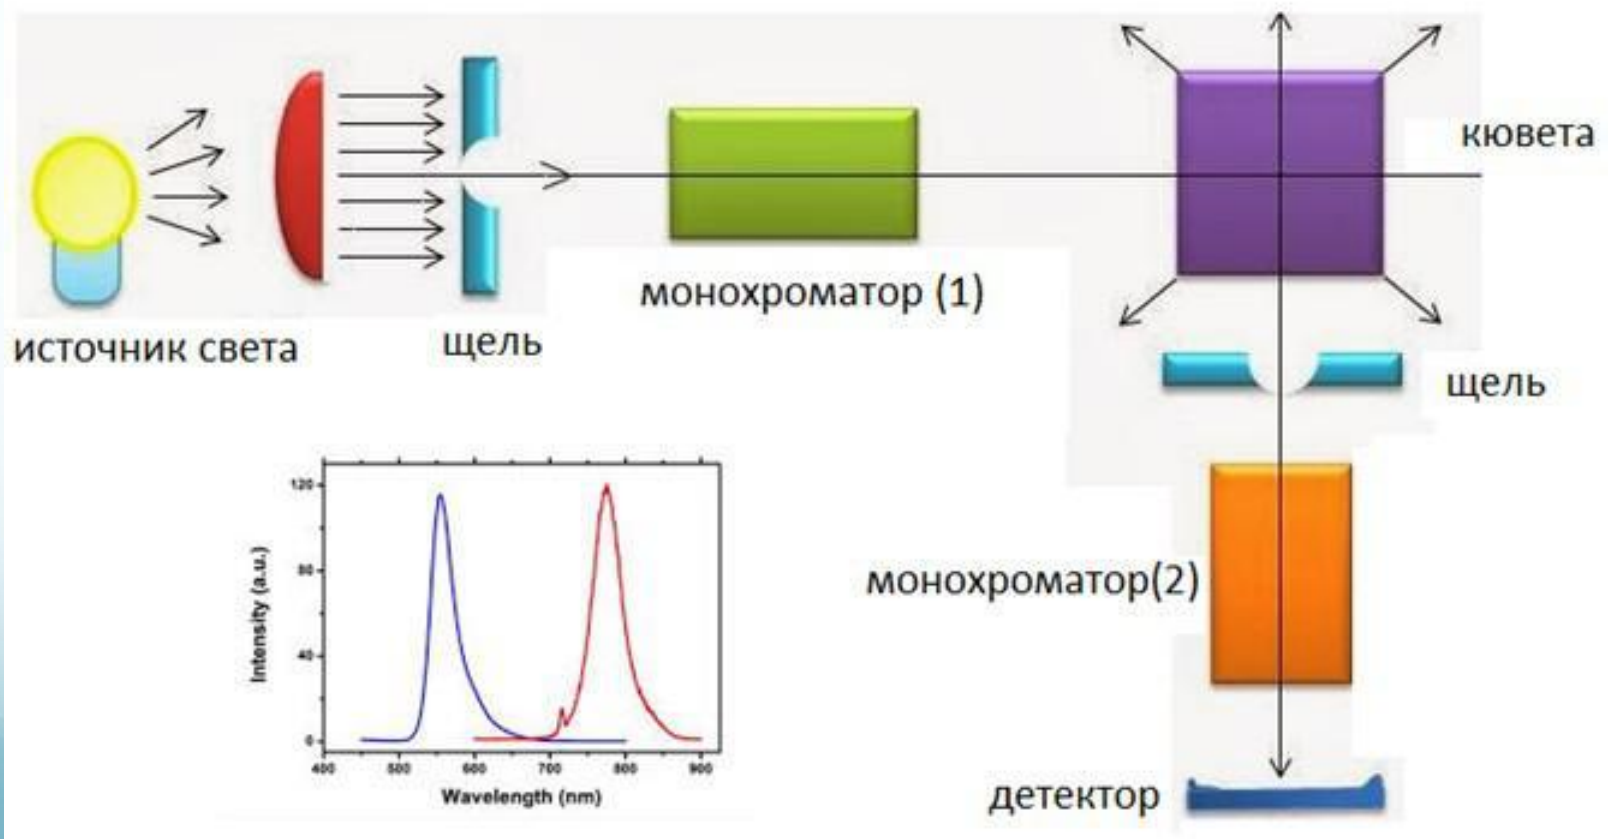 кювета
монохроматор (1)
источник света
щель
щель
120
80
40
0
400 500 600 700 800 900
Intensity (a.u.)
Wavelength (nm)
монохроматор(2)
детектор